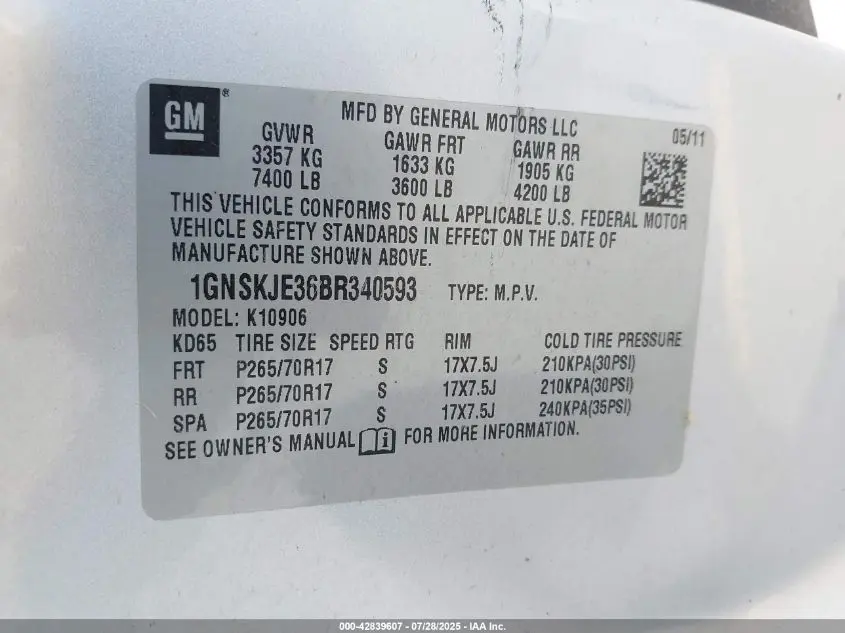 GM®
MFD BY GENERAL MOTORS LLC
05/11
GVWR GAWR FRT GAWR RR
3357 KG 1633 KG 1905 KG
7400 LB 3600 LB 4200 LB
THIS VEHICLE CONFORMS TO ALL APPLICABLE U.S. FEDERAL MOTOR
VEHICLE SAFETY STANDARDS IN EFFECT ON THE DATE OF
MANUFACTURE SHOWN ABOVE.
1GNSKJE36BR340593 TYPE: M.P.V.
MODEL: K10906
KD65 TIRE SIZE SPEED RTG RIM COLD TIRE PRESSURE
FRT P265/70R17 S 17X7.5J 210KPA(30PSI)
RR P265/70R17 S 17X7.5J 210KPA(30PSI)
SPA P265/70R17 S 17X7.5J 240KPA(35PSI)
SEE OWNER'S MANUAL i FOR MORE INFORMATION.
000-42839607 / 07/28/2025 - IAA Inc.